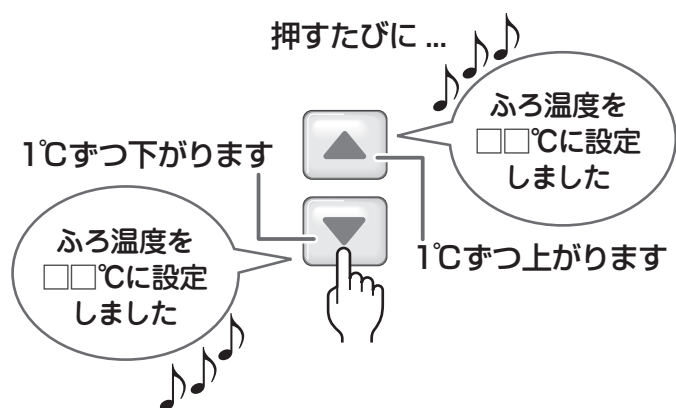 押すたびに ...
ふろ温度を
□□℃に設定
しました
1℃ずつ下がります
1℃ずつ上がります
ふろ温度を
□□℃に設定
しました